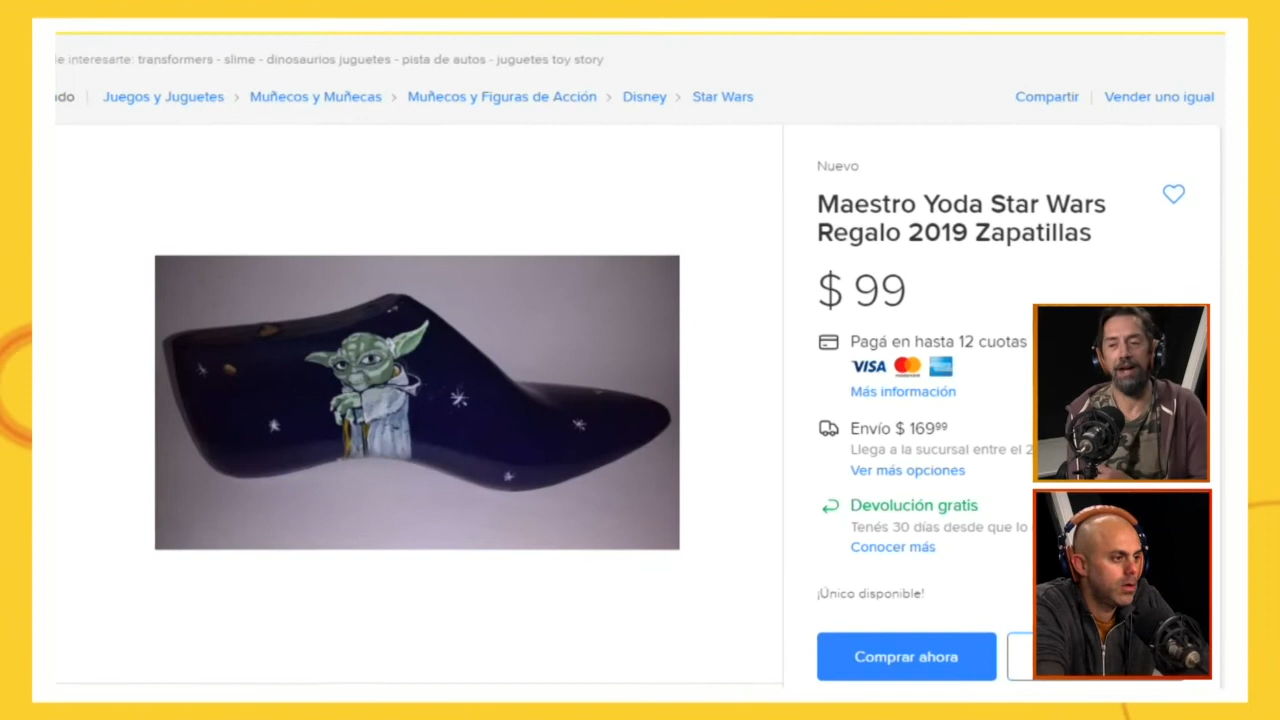 interesarte: transformers - slime - dinosaurios juguetes - pista de autos - juguetes toy story
Juegos y Juguetes > Muñecos y Muñecas > Muñecos y Figuras de Acción > Disney > Star Wars
Compartir | Vender uno igual
Nuevo
Maestro Yoda Star Wars
Regalo 2019 Zapatillas
$ 99
Pagá en hasta 12 cuotas
VISA mastercard
Más información
Envío $ 169⁹⁹
Llega a la sucursal entre el 2
Ver más opciones
Devolución gratis
Tenés 30 días desde que lo
Conocer más
¡Único disponible!
Comprar ahora